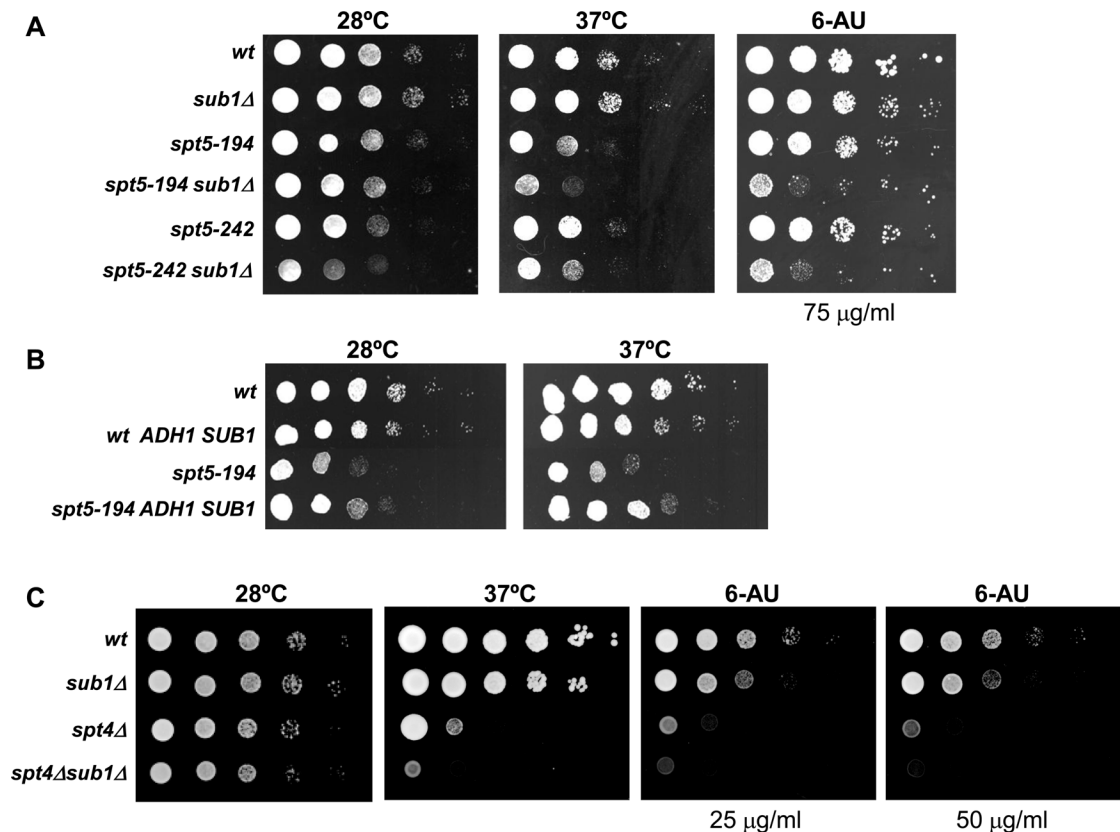 A
28ºC 37ºC 6-AU
wt
sub1Δ
spt5-194
spt5-194 sub1Δ
spt5-242
spt5-242 sub1Δ
75 μg/ml
B
28ºC 37ºC
wt
wt ADH1 SUB1
spt5-194
spt5-194 ADH1 SUB1
C
28ºC 37ºC 6-AU 6-AU
wt
sub1Δ
spt4Δ
spt4Δsub1Δ
25 μg/ml 50 μg/ml